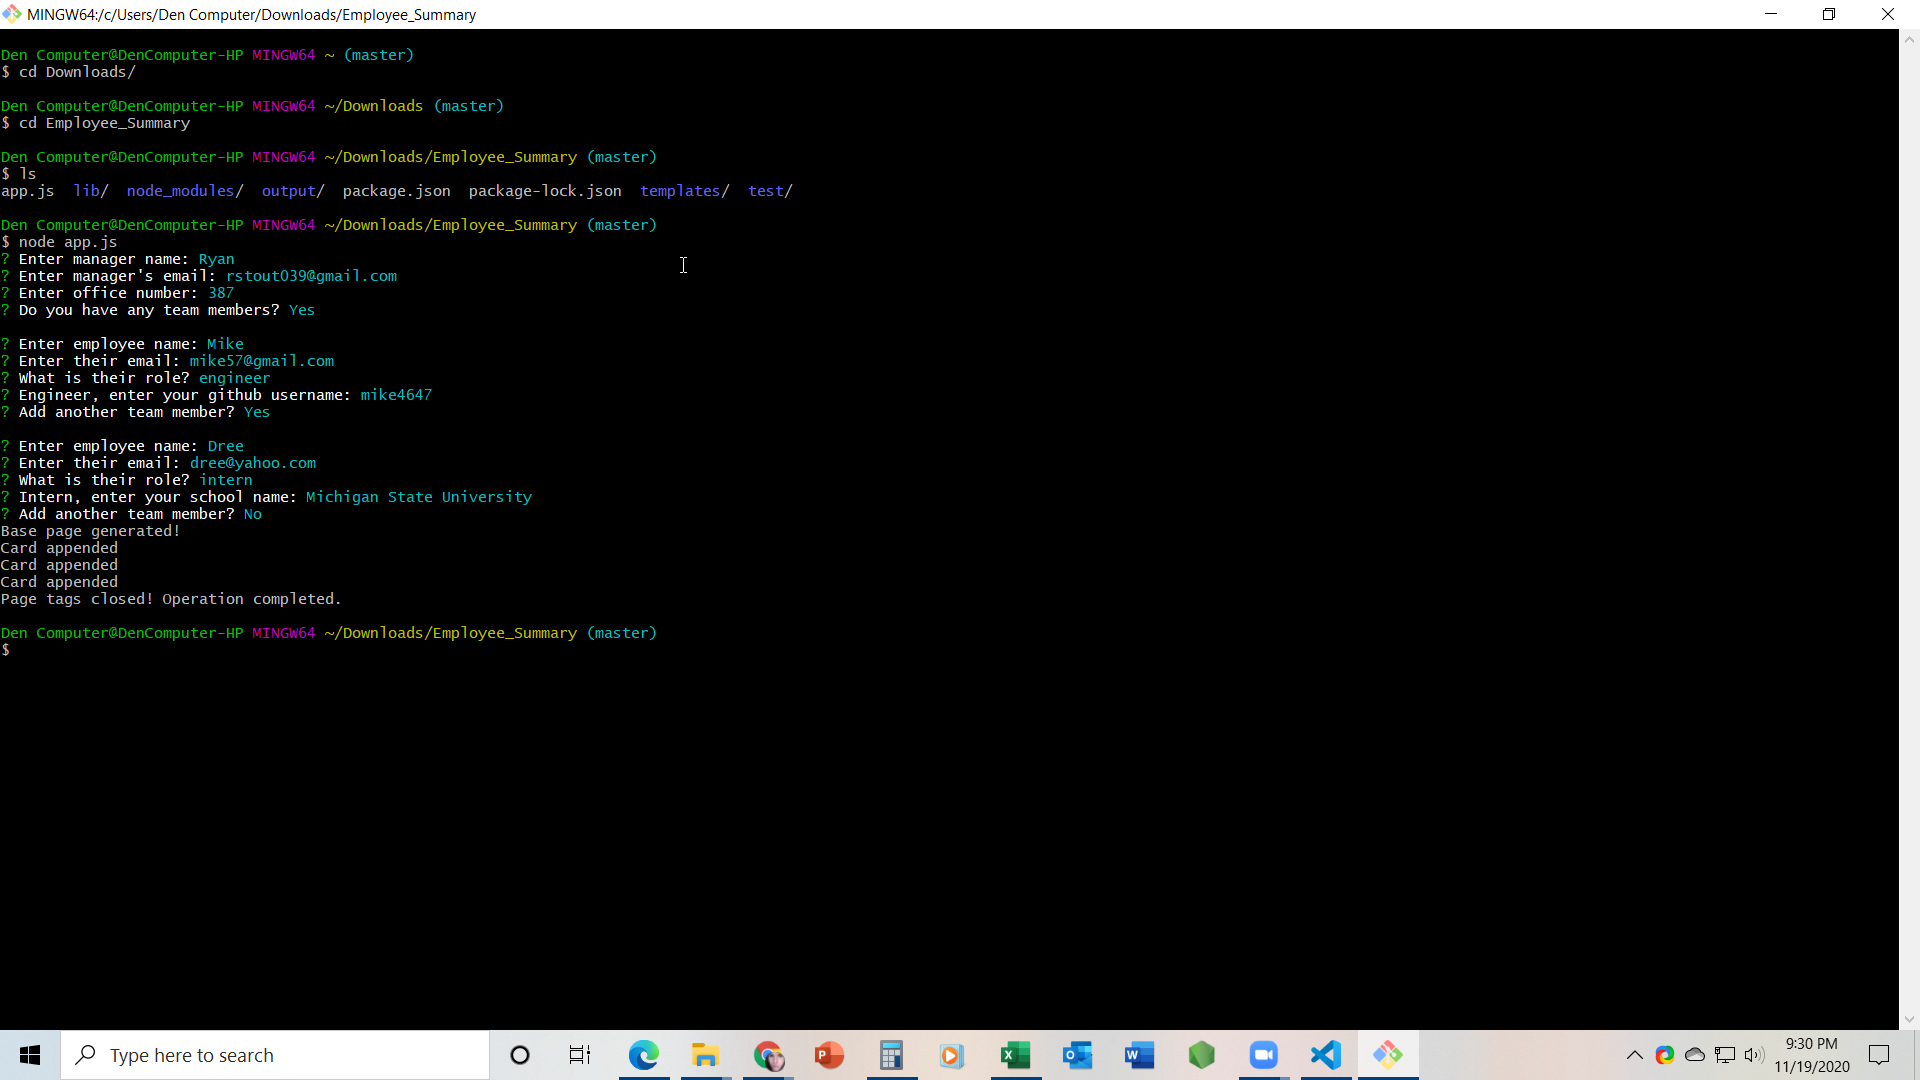 MINGW64:/c/Users/Den Computer/Downloads/Employee_Summary
Den Computer@DenComputer-HP MINGW64 ~ (master)
$ cd Downloads/
Den Computer@DenComputer-HP MINGW64 ~/Downloads (master)
$ cd Employee_Summary
Den Computer@DenComputer-HP MINGW64 ~/Downloads/Employee_Summary (master)
$ ls
app.js  lib/  node_modules/  output/  package.json  package-lock.json  templates/  test/
Den Computer@DenComputer-HP MINGW64 ~/Downloads/Employee_Summary (master)
$ node app.js
? Enter manager name: Ryan
? Enter manager's email: rstout039@gmail.com
? Enter office number: 387
? Do you have any team members? Yes
? Enter employee name: Mike
? Enter their email: mike57@gmail.com
? What is their role? engineer
? Engineer, enter your github username: mike4647
? Add another team member? Yes
? Enter employee name: Dree
? Enter their email: dree@yahoo.com
? What is their role? intern
? Intern, enter your school name: Michigan State University
? Add another team member? No
Base page generated!
Card appended
Card appended
Card appended
Page tags closed! Operation completed.
Den Computer@DenComputer-HP MINGW64 ~/Downloads/Employee_Summary (master)
$
Type here to search
9:30 PM
11/19/2020